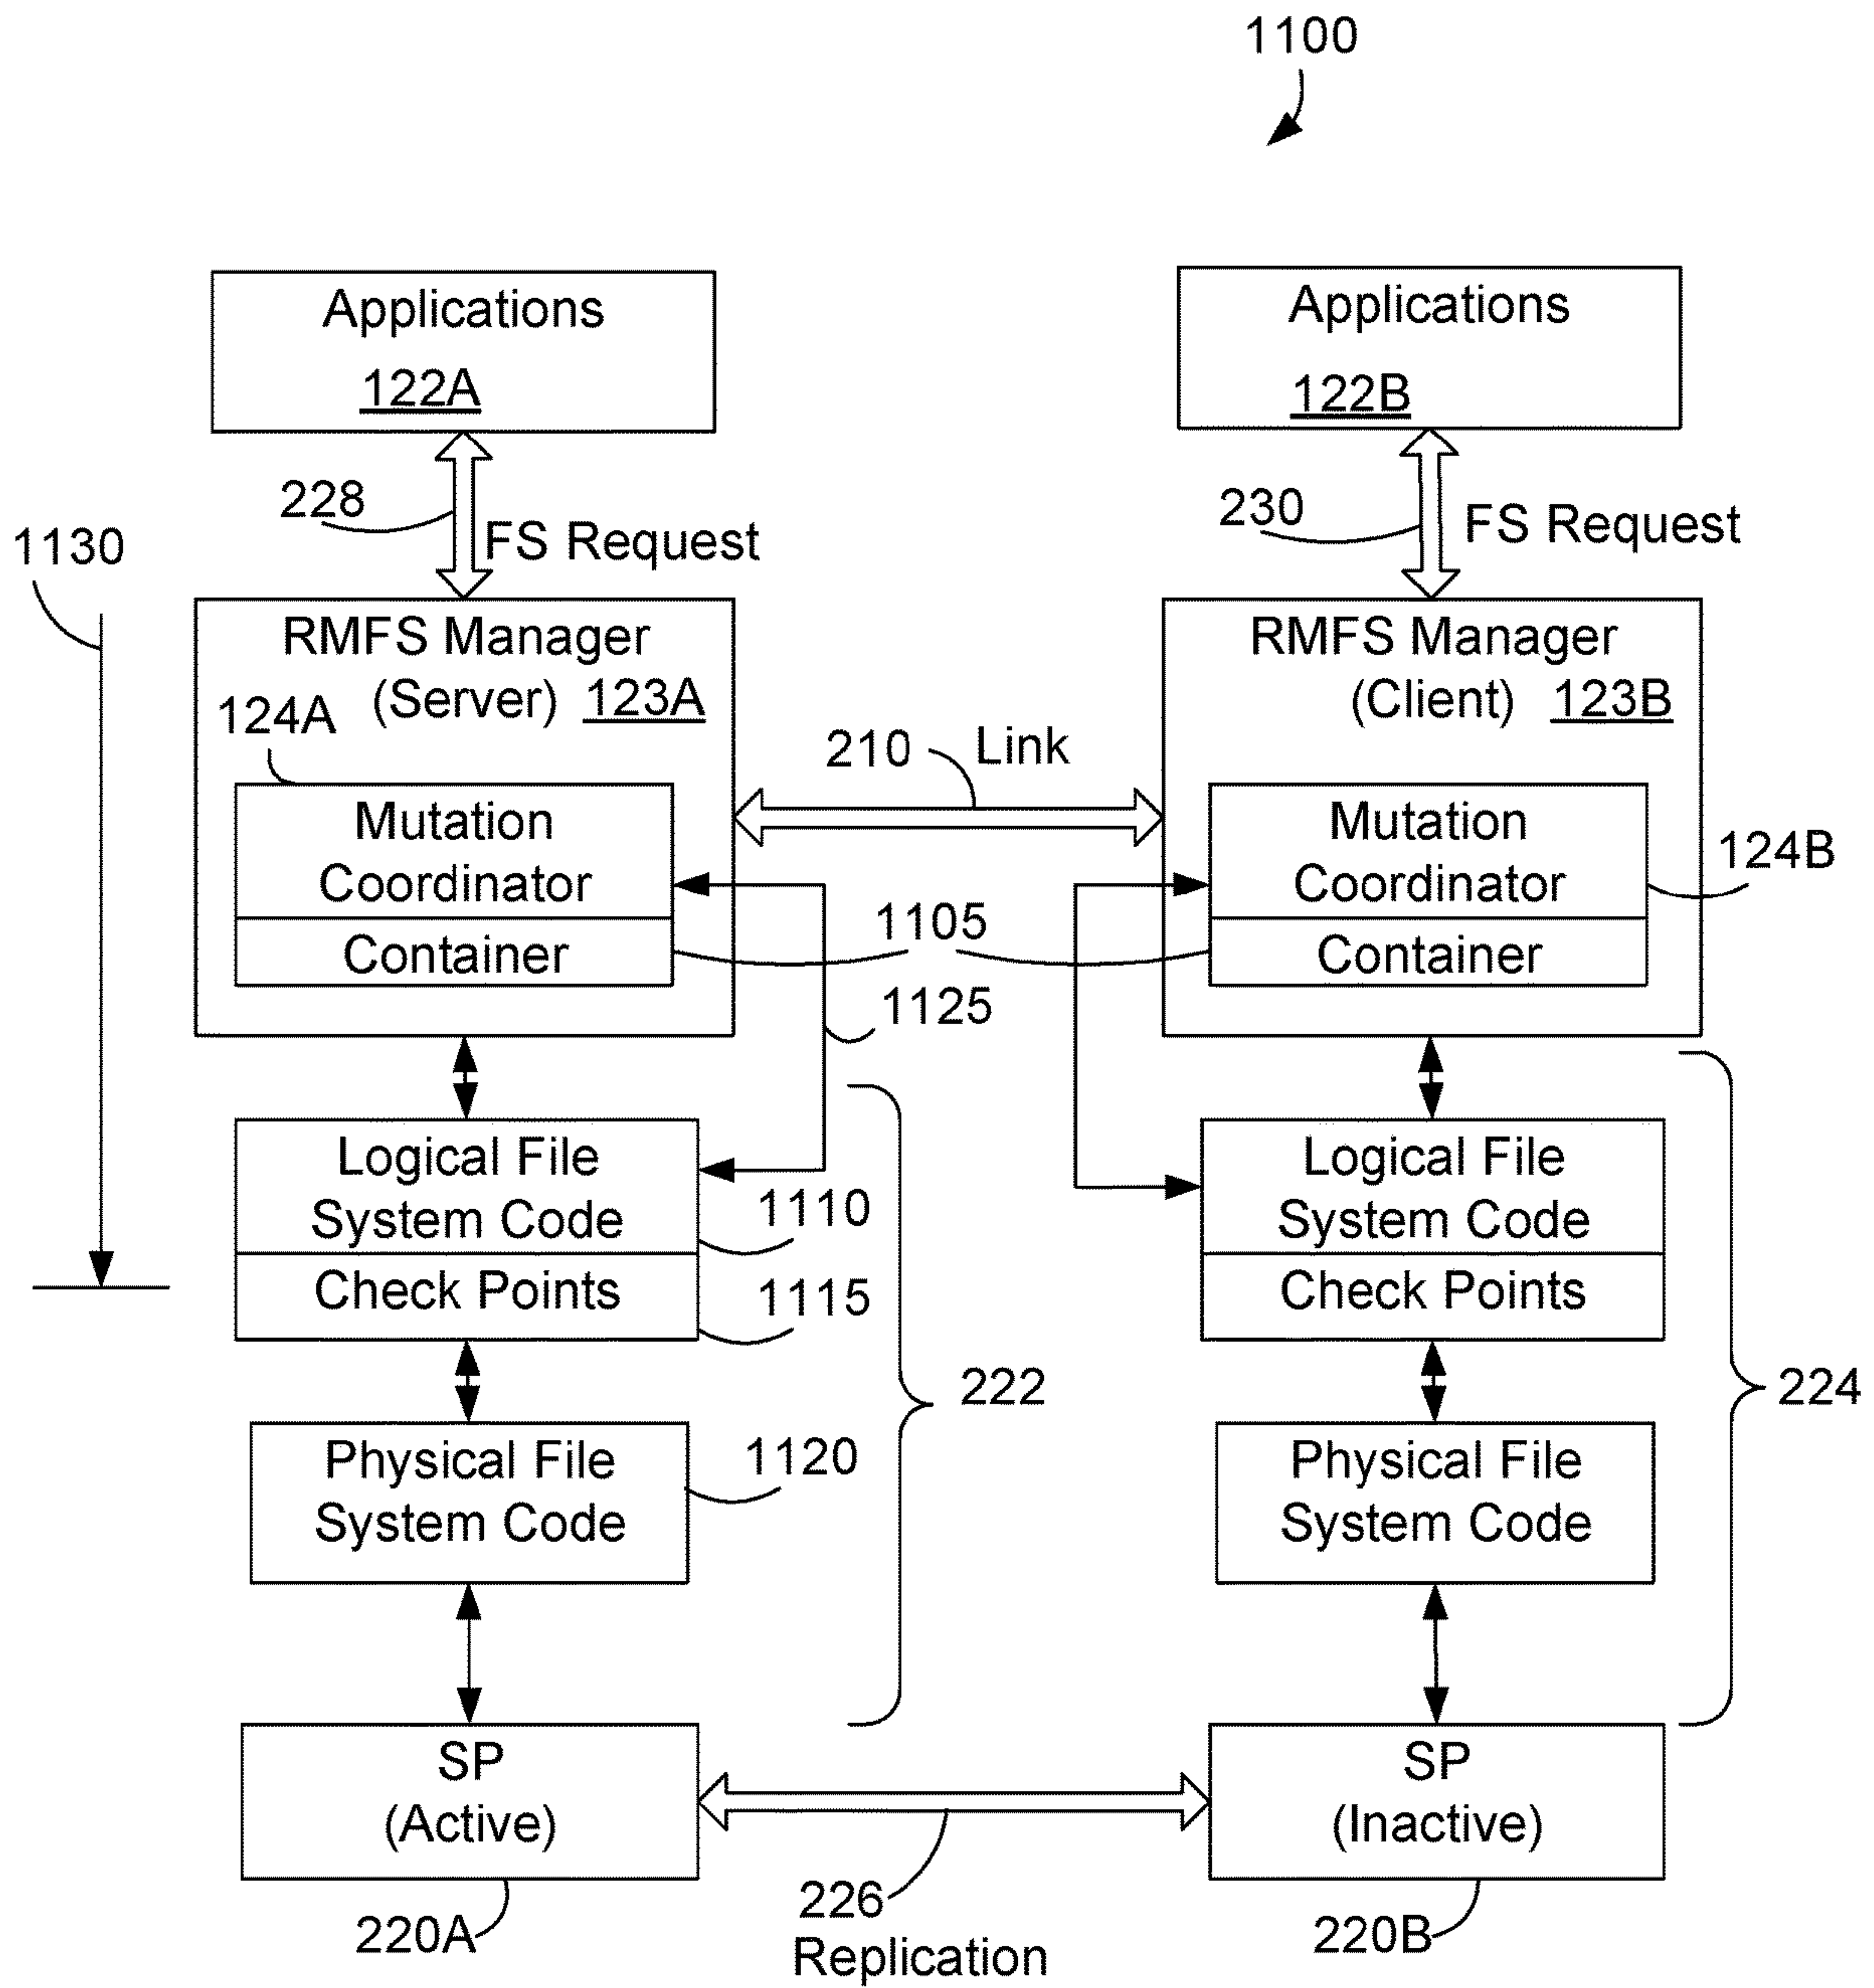 1100
Applications
122A
Applications
122B
228
FS Request
230
FS Request
1130
RMFS Manager
(Server) 123A
124A
Mutation
Coordinator
Container
210 Link
RMFS Manager
(Client) 123B
Mutation
Coordinator
Container
124B
1105
1125
Logical File
System Code
Check Points
1110
1115
222
Logical File
System Code
Check Points
224
Physical File
System Code
1120
Physical File
System Code
SP
(Active)
220A
226
Replication
SP
(Inactive)
220B